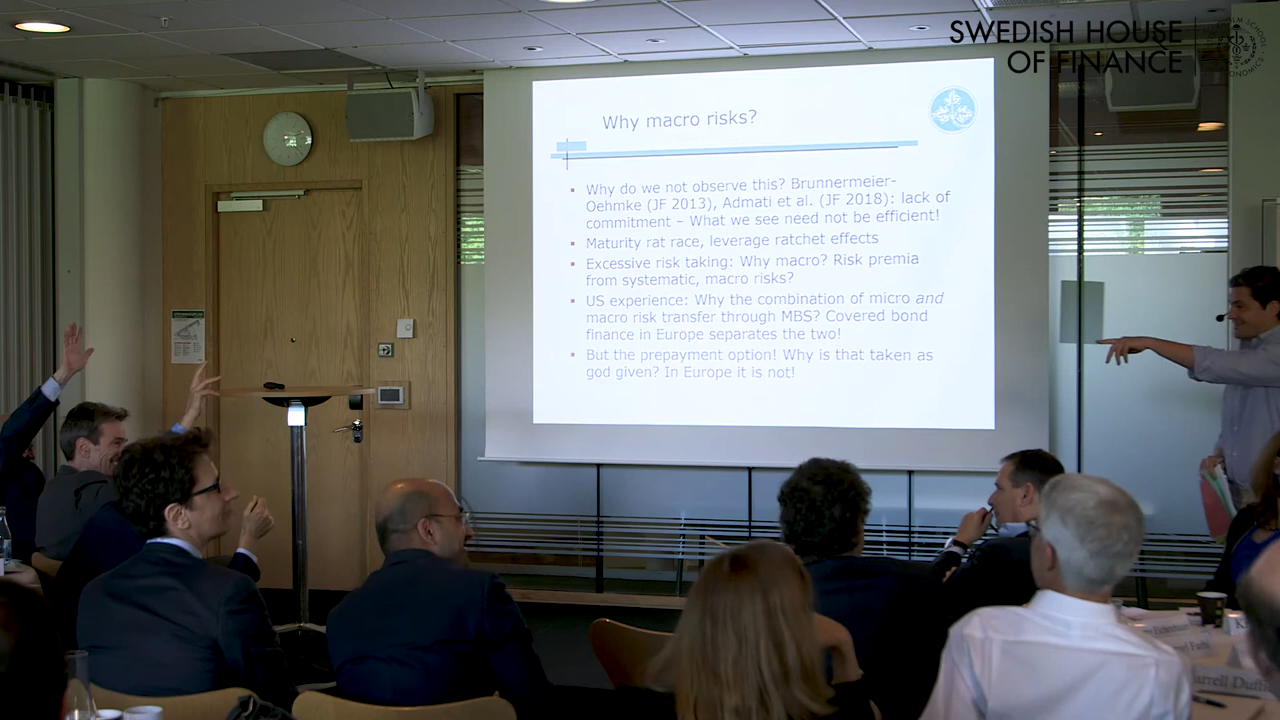 SWEDISH HOUSE
OF FINANCE
Why macro risks?
▪ Why do we not observe this? Brunnermeier-
Oehmke (JF 2013), Admati et al. (JF 2018): lack of
commitment – What we see need not be efficient!
▪ Maturity rat race, leverage ratchet effects
▪ Excessive risk taking: Why macro? Risk premia
from systematic, macro risks?
▪ US experience: Why the combination of micro and
macro risk transfer through MBS? Covered bond
finance in Europe separates the two!
▪ But the prepayment option! Why is that taken as
god given? In Europe it is not!